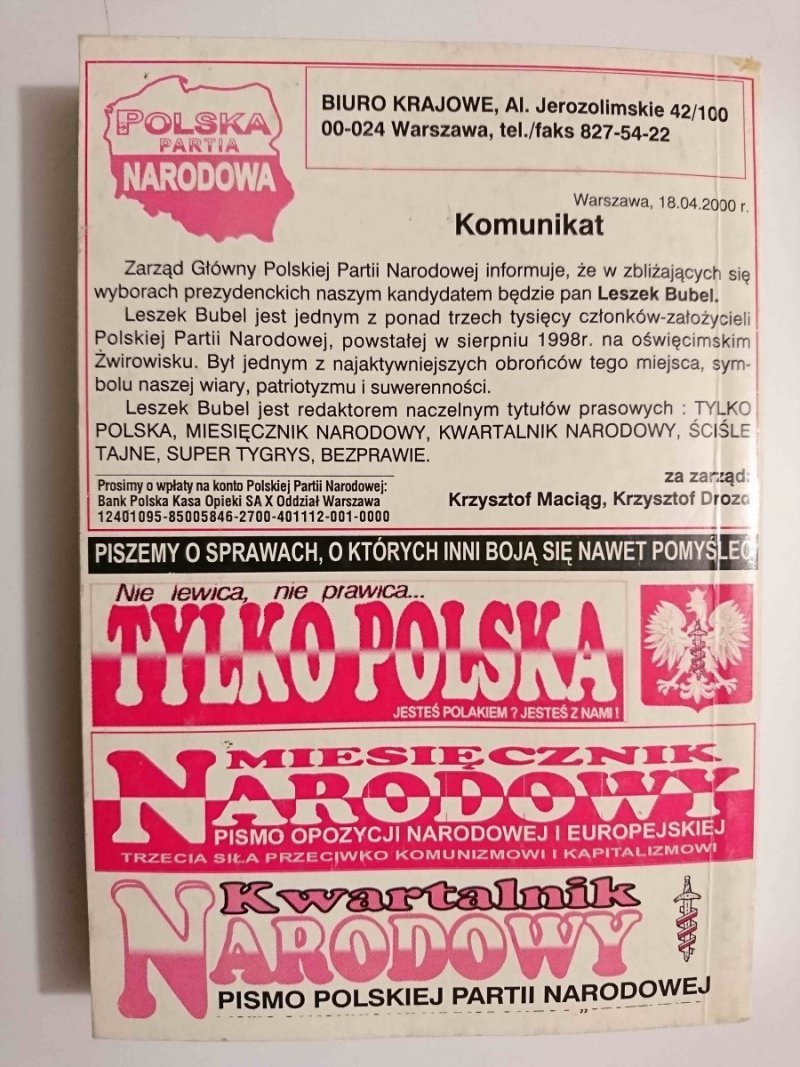 POLSKA
PARTIA
NARODOWA
BIURO KRAJOWE, Al. Jerozolimskie 42/100
00-024 Warszawa, tel./faks 827-54-22
Warszawa, 18.04.2000 r.
Komunikat
Zarząd Główny Polskiej Partii Narodowej informuje, że w zbliżających się
wyborach prezydenckich naszym kandydatem będzie pan Leszek Bubel.
Leszek Bubel jest jednym z ponad trzech tysięcy członków-założycieli
Polskiej Partii Narodowej, powstałej w sierpniu 1998r. na oświęcimskim
Żwirowisku. Był jednym z najaktywniejszych obrońców tego miejsca, sym-
bolu naszej wiary, patriotyzmu i suwerenności.
Leszek Bubel jest redaktorem naczelnym tytułów prasowych : TYLKO
POLSKA, MIESIĘCZNIK NARODOWY, KWARTALNIK NARODOWY, ŚCIŚLE
TAJNE, SUPER TYGRYS, BEZPRAWIE.
Prosimy o wpłaty na konto Polskiej Partii Narodowej:
Bank Polska Kasa Opieki SA X Oddział Warszawa
12401095-85005846-2700-401112-001-0000
za zarząd:
Krzysztof Maciąg, Krzysztof Drozd
PISZEMY O SPRAWACH, O KTÓRYCH INNI BOJĄ SIĘ NAWET POMYŚLEĆ
Nie lewica, nie prawica...
TYLKO POLSKA
JESTEŚ POLAKIEM ? JESTEŚ Z NAMI !
MIESIĘCZNIK
NARODOWY
PISMO OPOZYCJI NARODOWEJ I EUROPEJSKIEJ
TRZECIA SIŁA PRZECIWKO KOMUNIZMOWI I KAPITALIZMOWI
Kwartalnik
NARODOWY
PISMO POLSKIEJ PARTII NARODOWEJ